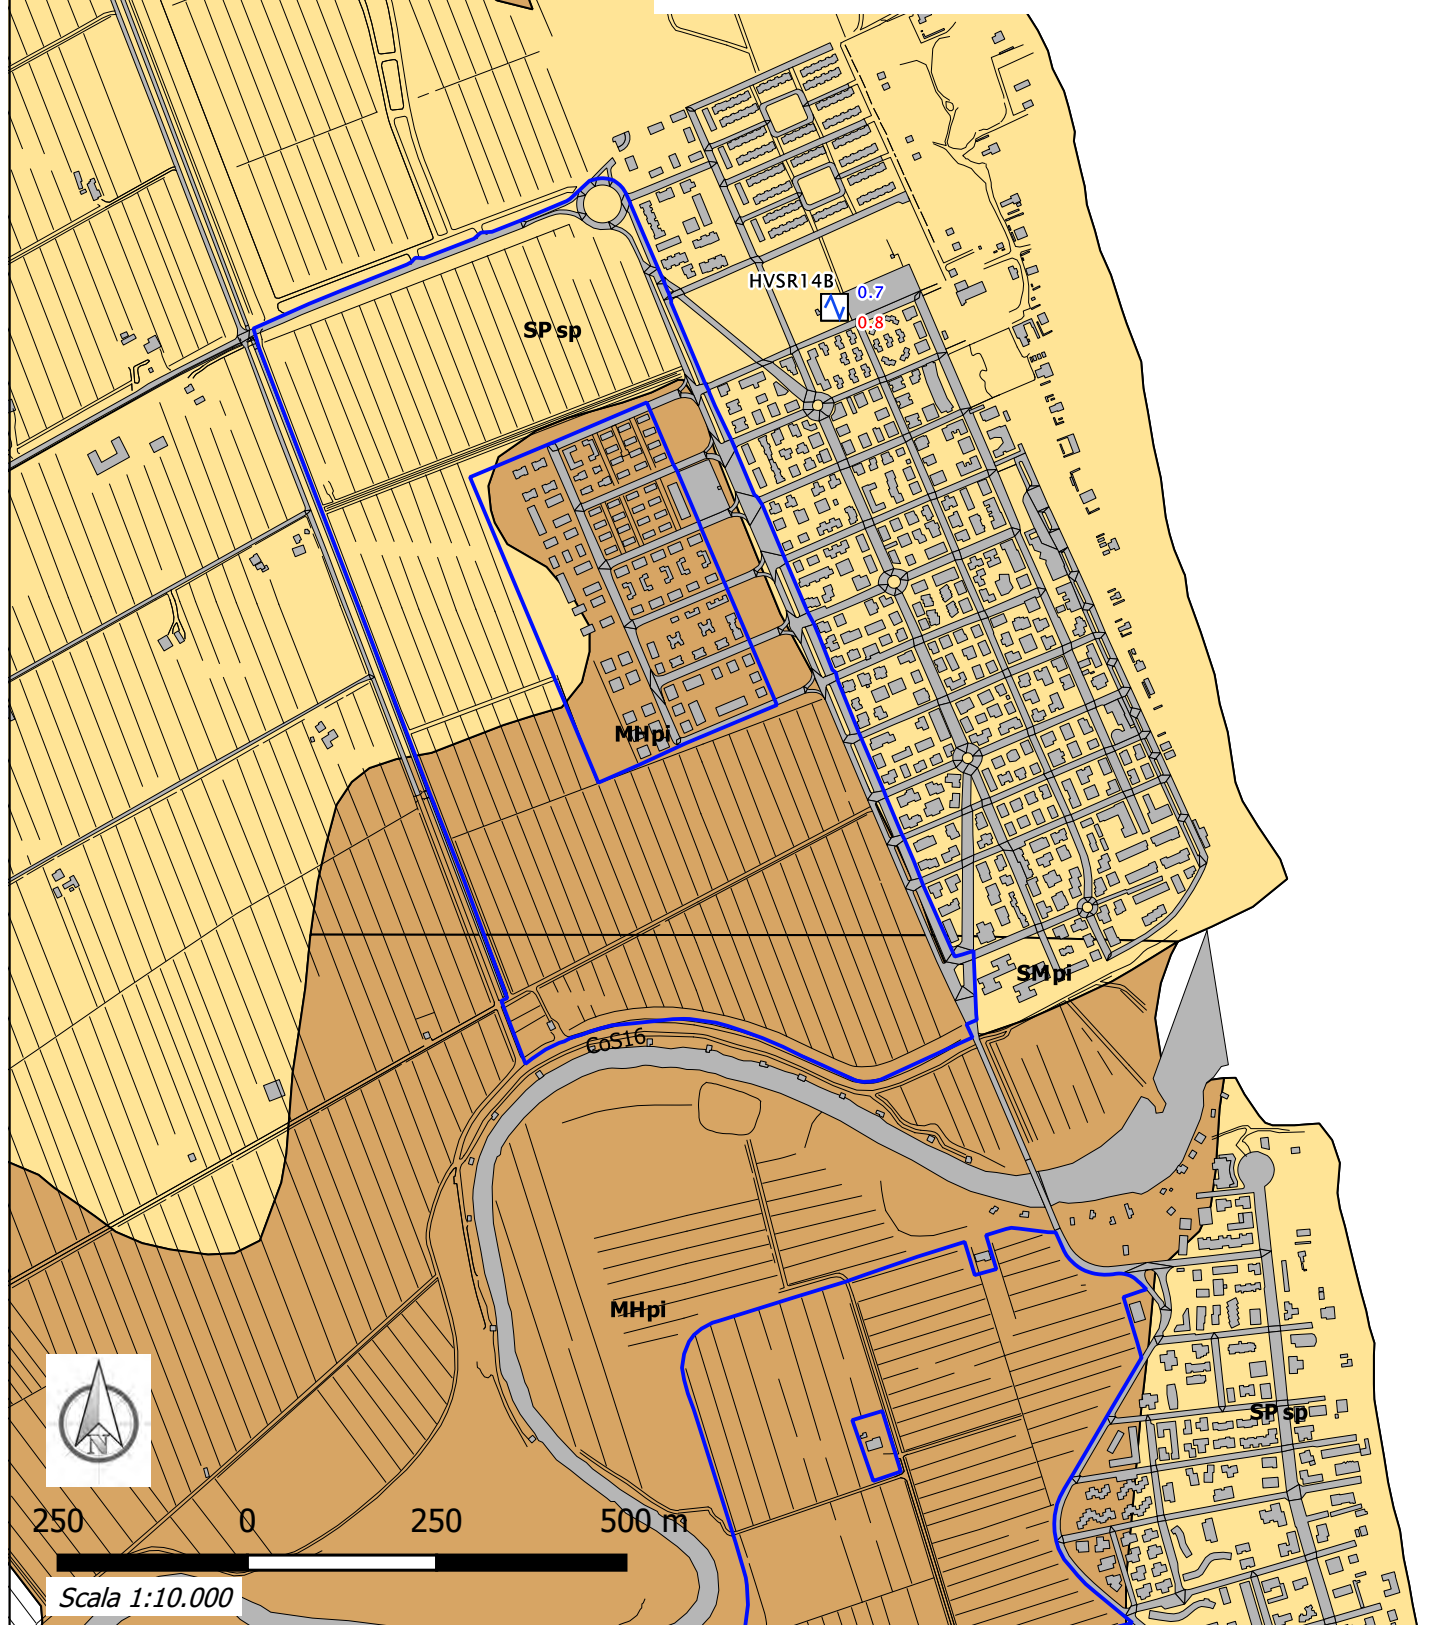 HVSR14B
0.7
0.8
SP sp
MHpi
SMpi
CoS16
MHpi
SP sp
N
250 0 250 500 m
Scala 1:10.000